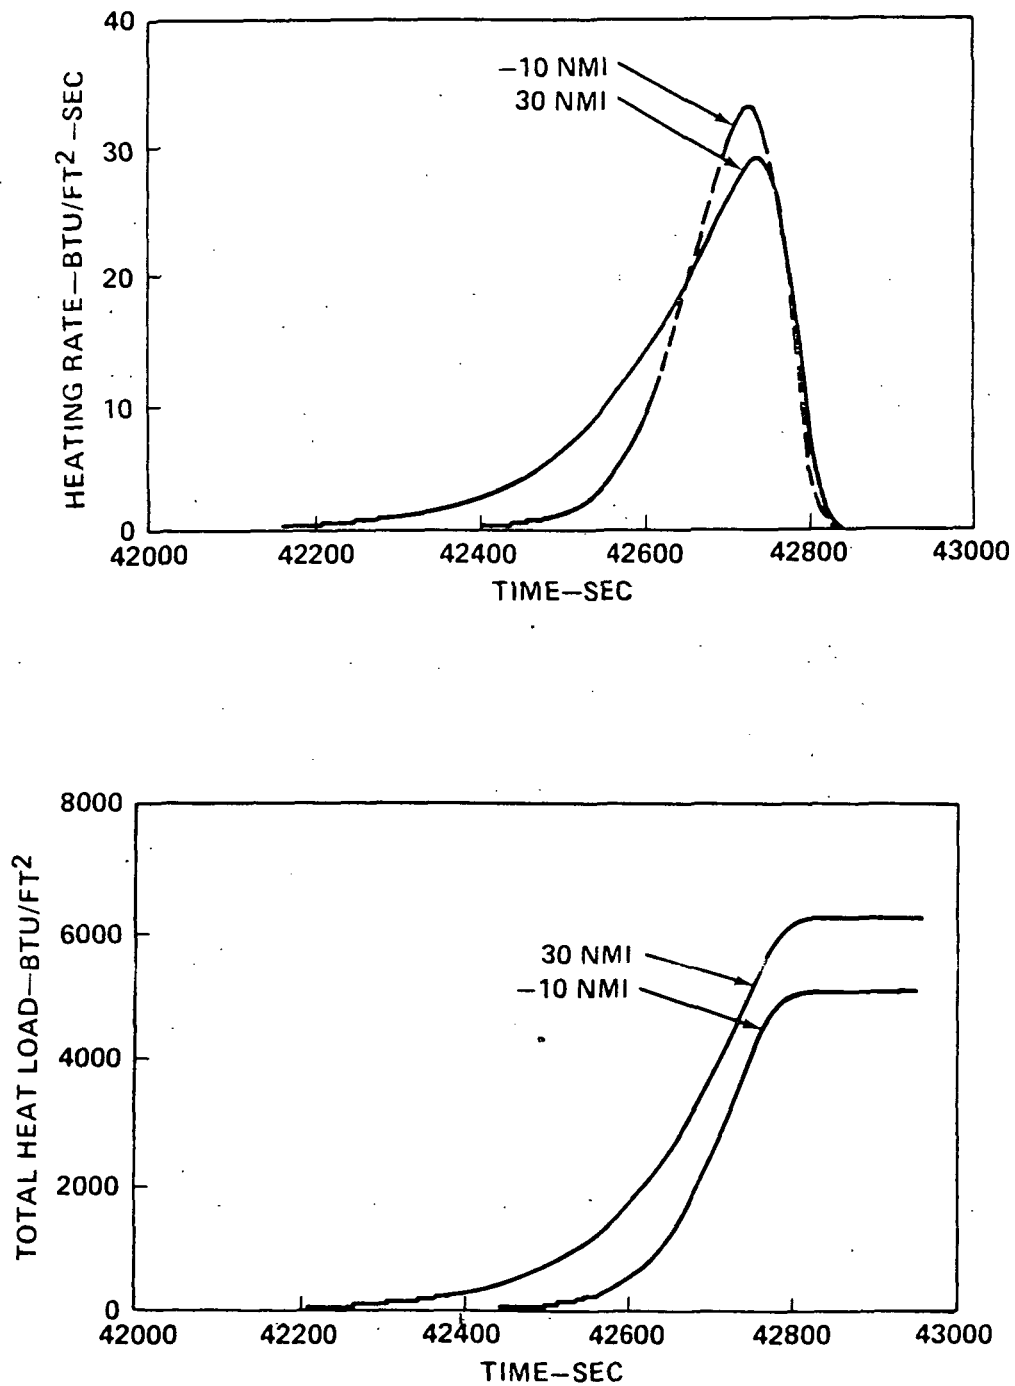 40
30
20
10
0
HEATING RATE—BTU/FT2 —SEC
—10 NMI
30 NMI
42000 42200 42400 42600 42800 43000
TIME—SEC
8000
6000
4000
2000
0
TOTAL HEAT LOAD—BTU/FT2
30 NMI
—10 NMI
42000 42200 42400 42600 42800 43000
TIME—SEC